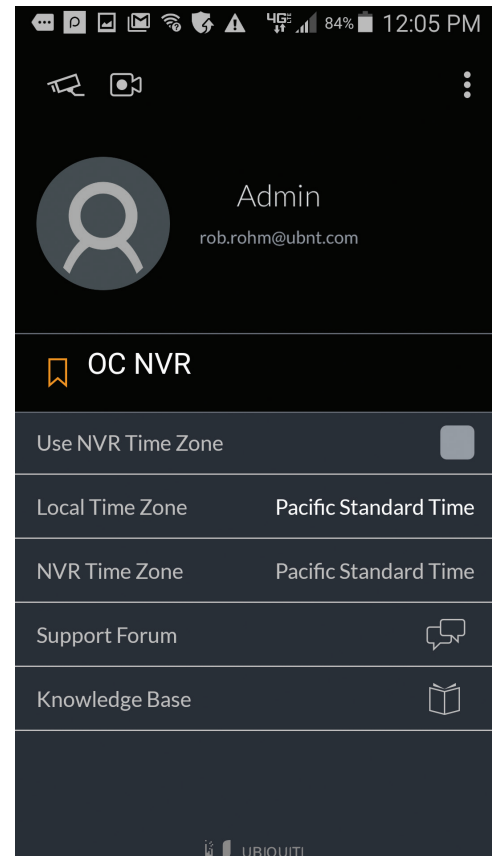 4G 84% 12:05 PM
Admin
rob.rohm@ubnt.com
OC NVR
Use NVR Time Zone
Local Time Zone Pacific Standard Time
NVR Time Zone Pacific Standard Time
Support Forum
Knowledge Base
UBIQUITI